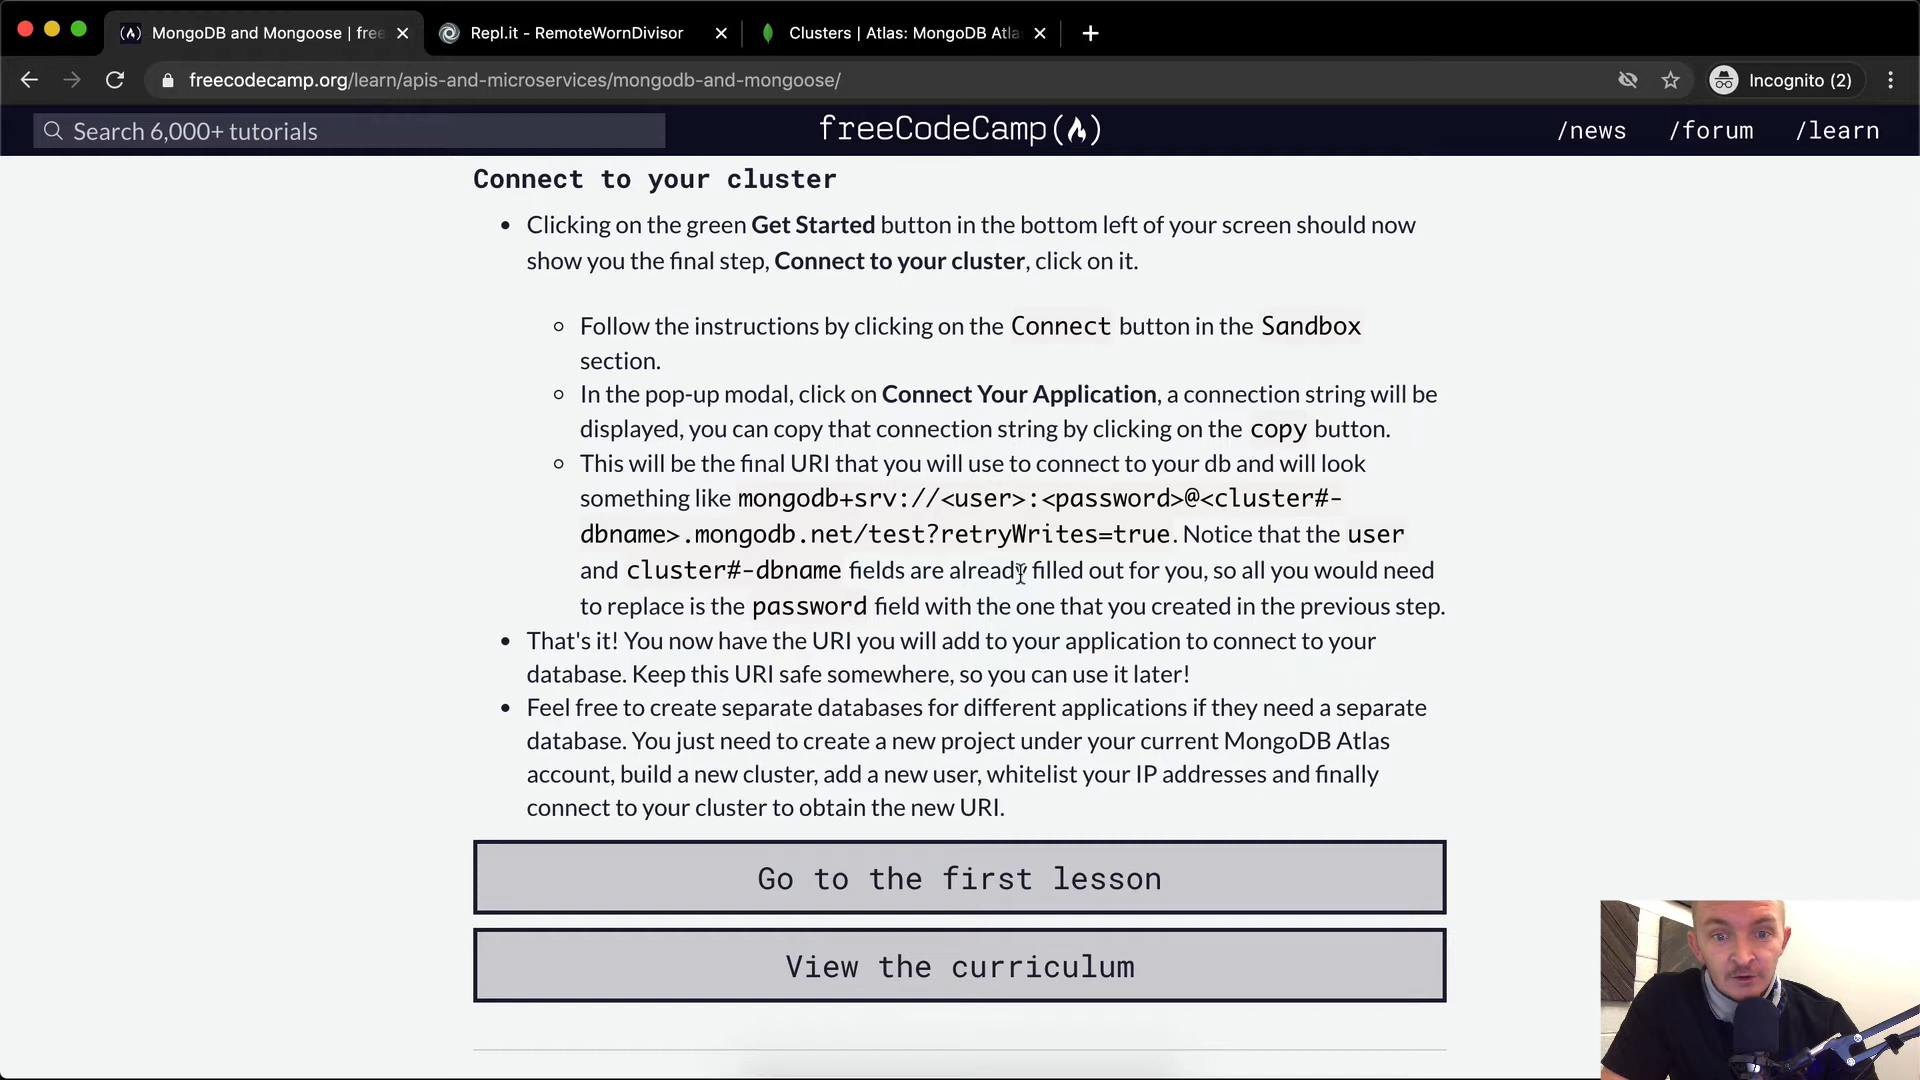 MongoDB and Mongoose | free
Repl.it - RemoteWornDivisor
Clusters | Atlas: MongoDB Atla
freecodecamp.org/learn/apis-and-microservices/mongodb-and-mongoose/
Incognito (2)
Search 6,000+ tutorials
freeCodeCamp
/news
/forum
/learn
Connect to your cluster
Clicking on the green Get Started button in the bottom left of your screen should now
show you the final step, Connect to your cluster, click on it.
Follow the instructions by clicking on the Connect button in the Sandbox
section.
In the pop-up modal, click on Connect Your Application, a connection string will be
displayed, you can copy that connection string by clicking on the copy button.
This will be the final URI that you will use to connect to your db and will look
something like mongodb+srv://<user>:<password>@<cluster#-
dbname>.mongodb.net/test?retryWrites=true. Notice that the user
and cluster#-dbname fields are already filled out for you, so all you would need
to replace is the password field with the one that you created in the previous step.
That's it! You now have the URI you will add to your application to connect to your
database. Keep this URI safe somewhere, so you can use it later!
Feel free to create separate databases for different applications if they need a separate
database. You just need to create a new project under your current MongoDB Atlas
account, build a new cluster, add a new user, whitelist your IP addresses and finally
connect to your cluster to obtain the new URI.
Go to the first lesson
View the curriculum